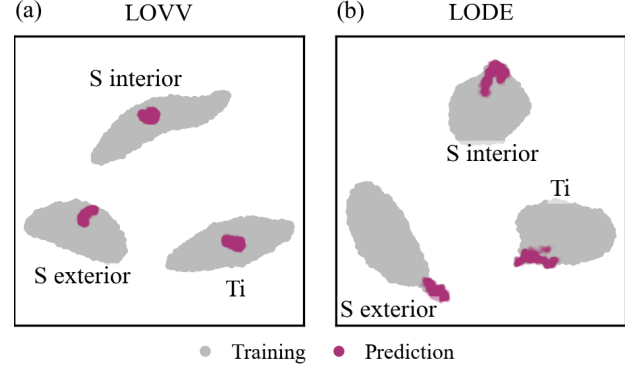 (a) LOVV
(b) LODE
S interior
S exterior
Ti
S interior
Ti
S exterior
Training
Prediction